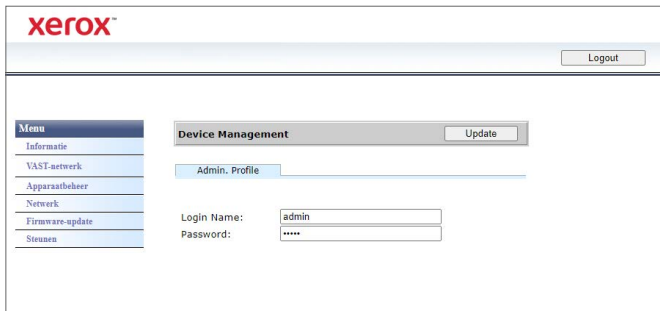 xerox™
Logout
Menu
Informatie
VAST-netwerk
Apparaatbeheer
Netwerk
Firmware-update
Steunen
Device Management
Update
Admin. Profile
Login Name:
admin
Password:
•••••